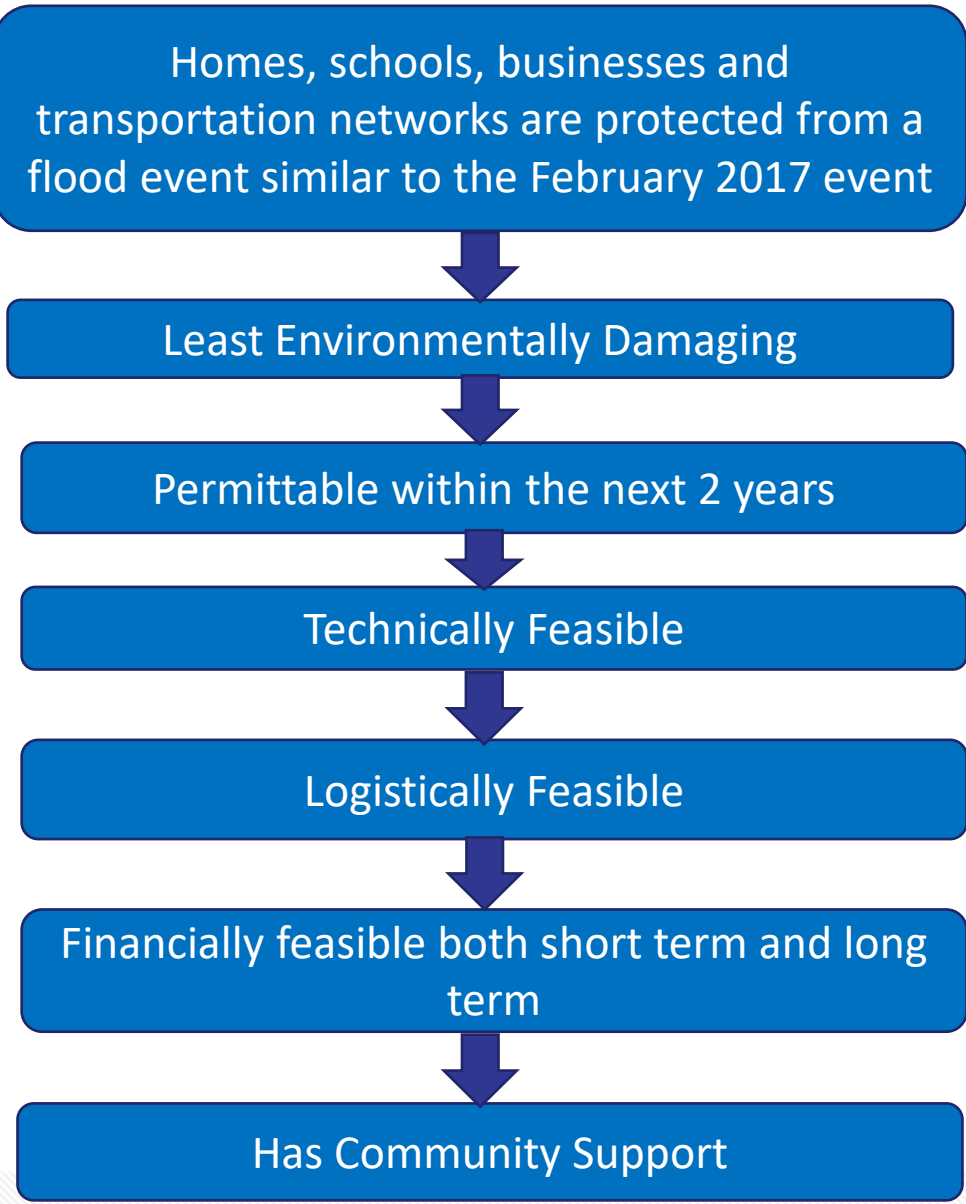 Homes, schools, businesses and
transportation networks are protected from a
flood event similar to the February 2017 event
Least Environmentally Damaging
Permittable within the next 2 years
Technically Feasible
Logistically Feasible
Financially feasible both short term and long
term
Has Community Support